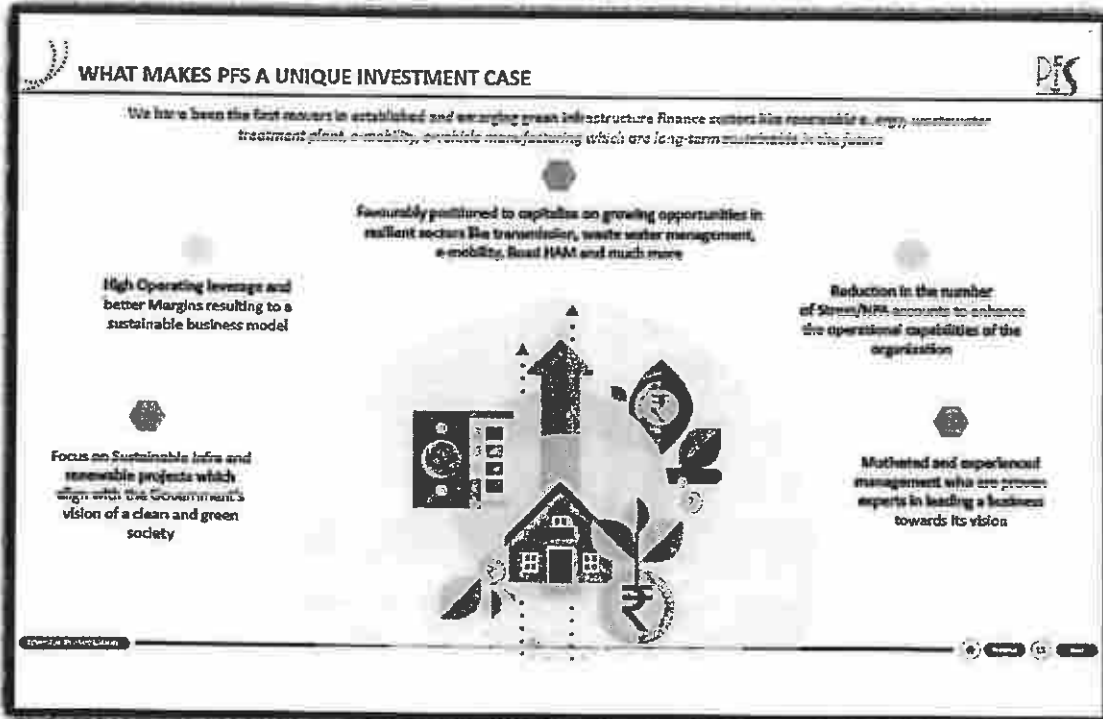 WHAT MAKES PFS A UNIQUE INVESTMENT CASE
PFS
We have been the first movers in established and emerging green infrastructure finance sectors like renewable energy, wastewater
treatment plant, e-mobility, e-vehicle manufacturing which are long-term sustainable in the future
Favourably positioned to capitalise on growing opportunities in
resilient sectors like transmission, waste water management,
e-mobility, Road HAM and much more
High Operating leverage and
better Margins resulting to a
sustainable business model
Reduction in the number
of Stress/NPA accounts to enhance
the operational capabilities of the
organization
Focus on Sustainable Infra and
renewable projects which
align with the Government's
vision of a clean and green
society
Motivated and experienced
management who are proven
experts in leading a business
towards its vision
₹
₹
₹
₹
Investor Presentation